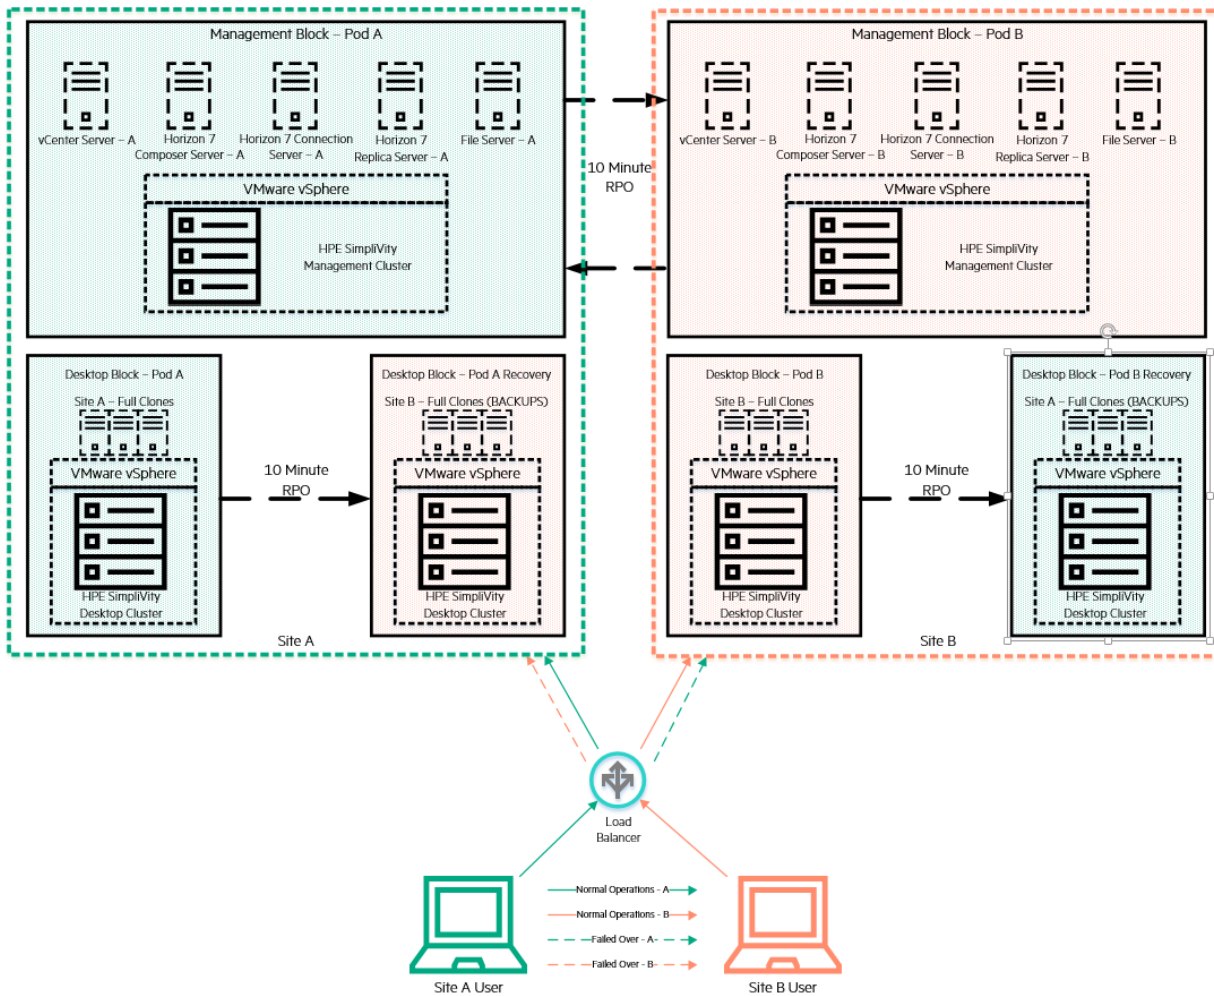 Management Block – Pod A
vCenter Server – A
Horizon 7
Composer Server – A
Horizon 7 Connection
Server – A
Horizon 7
Replica Server – A
File Server – A
VMware vSphere
HPE SimpliVity
Management Cluster
10 Minute
RPO
Management Block – Pod B
vCenter Server – B
Horizon 7
Composer Server – B
Horizon 7 Connection
Server – B
Horizon 7
Replica Server – B
File Server – B
VMware vSphere
HPE SimpliVity
Management Cluster
Desktop Block – Pod A
Site A – Full Clones
VMware vSphere
HPE SimpliVity
Desktop Cluster
10 Minute
RPO
Desktop Block – Pod A Recovery
Site B – Full Clones (BACKUPS)
VMware vSphere
HPE SimpliVity
Desktop Cluster
Site A
Desktop Block – Pod B
Site B – Full Clones
VMware vSphere
HPE SimpliVity
Desktop Cluster
10 Minute
RPO
Desktop Block – Pod B Recovery
Site A – Full Clones (BACKUPS)
VMware vSphere
HPE SimpliVity
Desktop Cluster
Site B
Load
Balancer
Normal Operations - A
Normal Operations - B
Failed Over - A
Failed Over - B
Site A User
Site B User